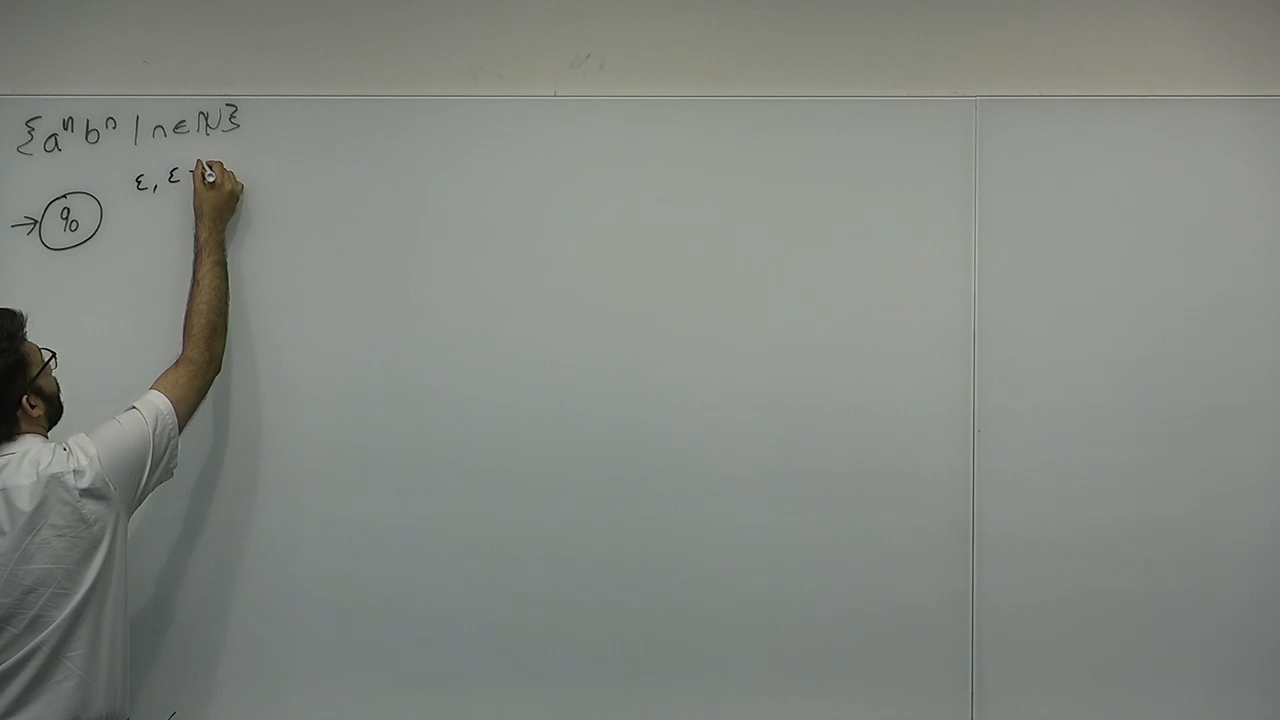 {aⁿbⁿ | n ∈ ℕ}
ε, ε
→ q₀